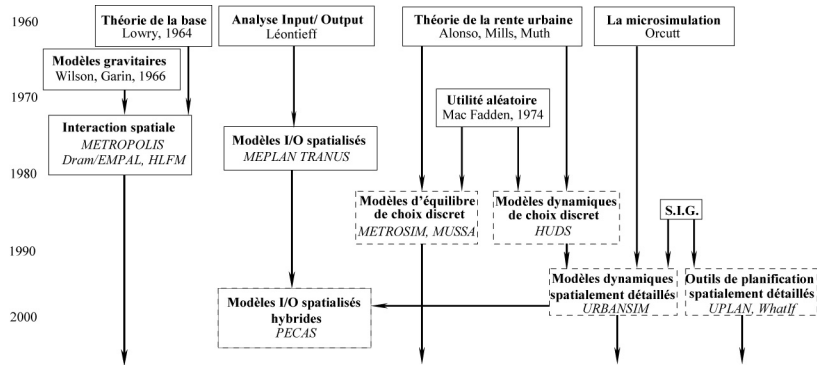 1960
Théorie de la base
Lowry, 1964
Analyse Input/ Output
Léontieff
Théorie de la rente urbaine
Alonso, Mills, Muth
La microsimulation
Orcutt
Modèles gravitaires
Wilson, Garin, 1966
1970
Utilité aléatoire
Mac Fadden, 1974
Interaction spatiale
METROPOLIS
Dram/EMPAL, HLFM
Modèles I/O spatialisés
MEPLAN TRANUS
1980
Modèles d'équilibre
de choix discret
METROSIM, MUSSA
Modèles dynamiques
de choix discret
HUDS
S.I.G.
1990
Modèles I/O spatialisés
hybrides
PECAS
Modèles dynamiques
spatialement détaillés
URBANSIM
Outils de planification
spatialement détaillés
UPLAN, WhatIf
2000